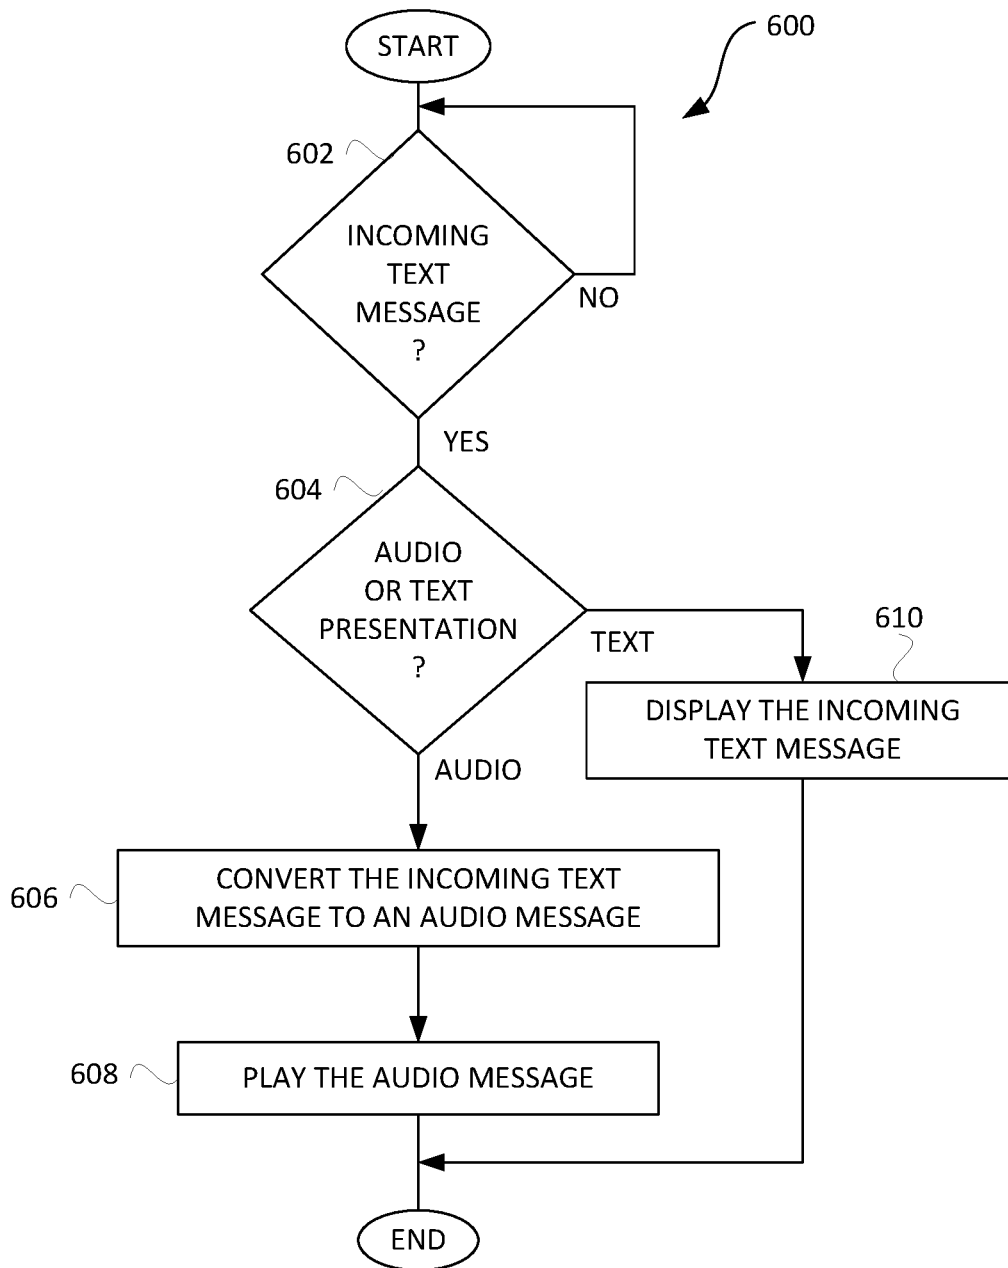 START
600
602
INCOMING
TEXT
MESSAGE
?
NO
YES
604
AUDIO
OR TEXT
PRESENTATION
?
TEXT
610
DISPLAY THE INCOMING
TEXT MESSAGE
AUDIO
606
CONVERT THE INCOMING TEXT
MESSAGE TO AN AUDIO MESSAGE
608
PLAY THE AUDIO MESSAGE
END